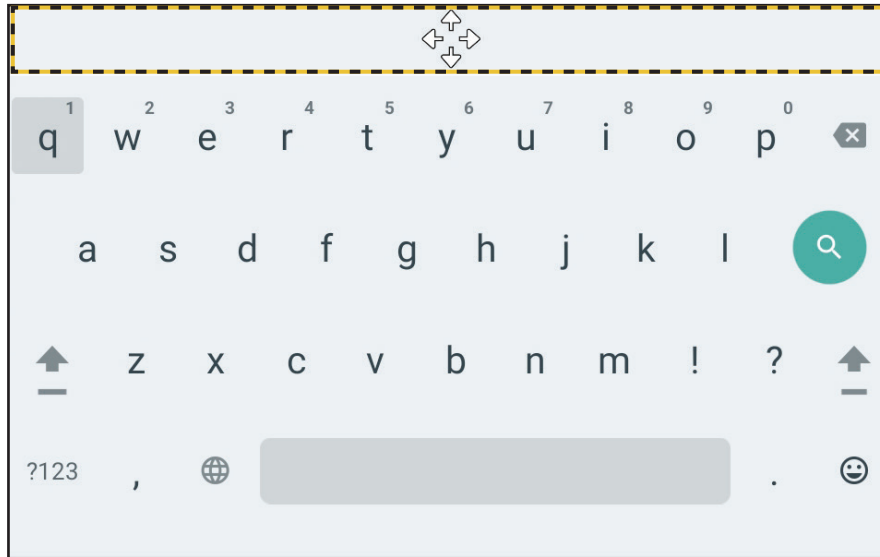 1 2 3 4 5 6 7 8 9 0
q w e r t y u i o p
a s d f g h j k l
z x c v b n m ! ?
?123 , .